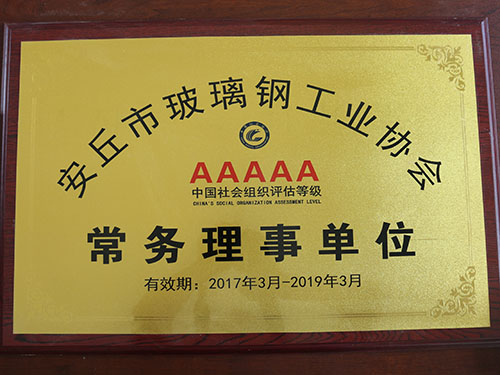 安丘市玻璃钢工业协会
AAAAA
中国社会组织评估等级
CHINA'S SOCIAL ORGANIZATION ASSESSMENT LEVEL
常务理事单位
有效期：2017年3月-2019年3月